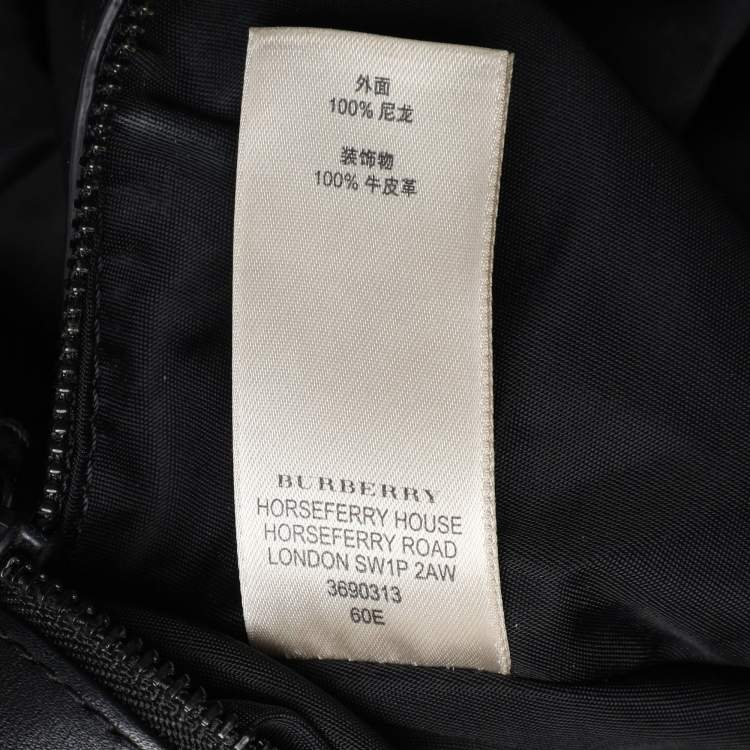 外面
100% 尼龙
装饰物
100% 牛皮革
BURBERRY
HORSEFERRY HOUSE
HORSEFERRY ROAD
LONDON SW1P 2AW
3690313
60E